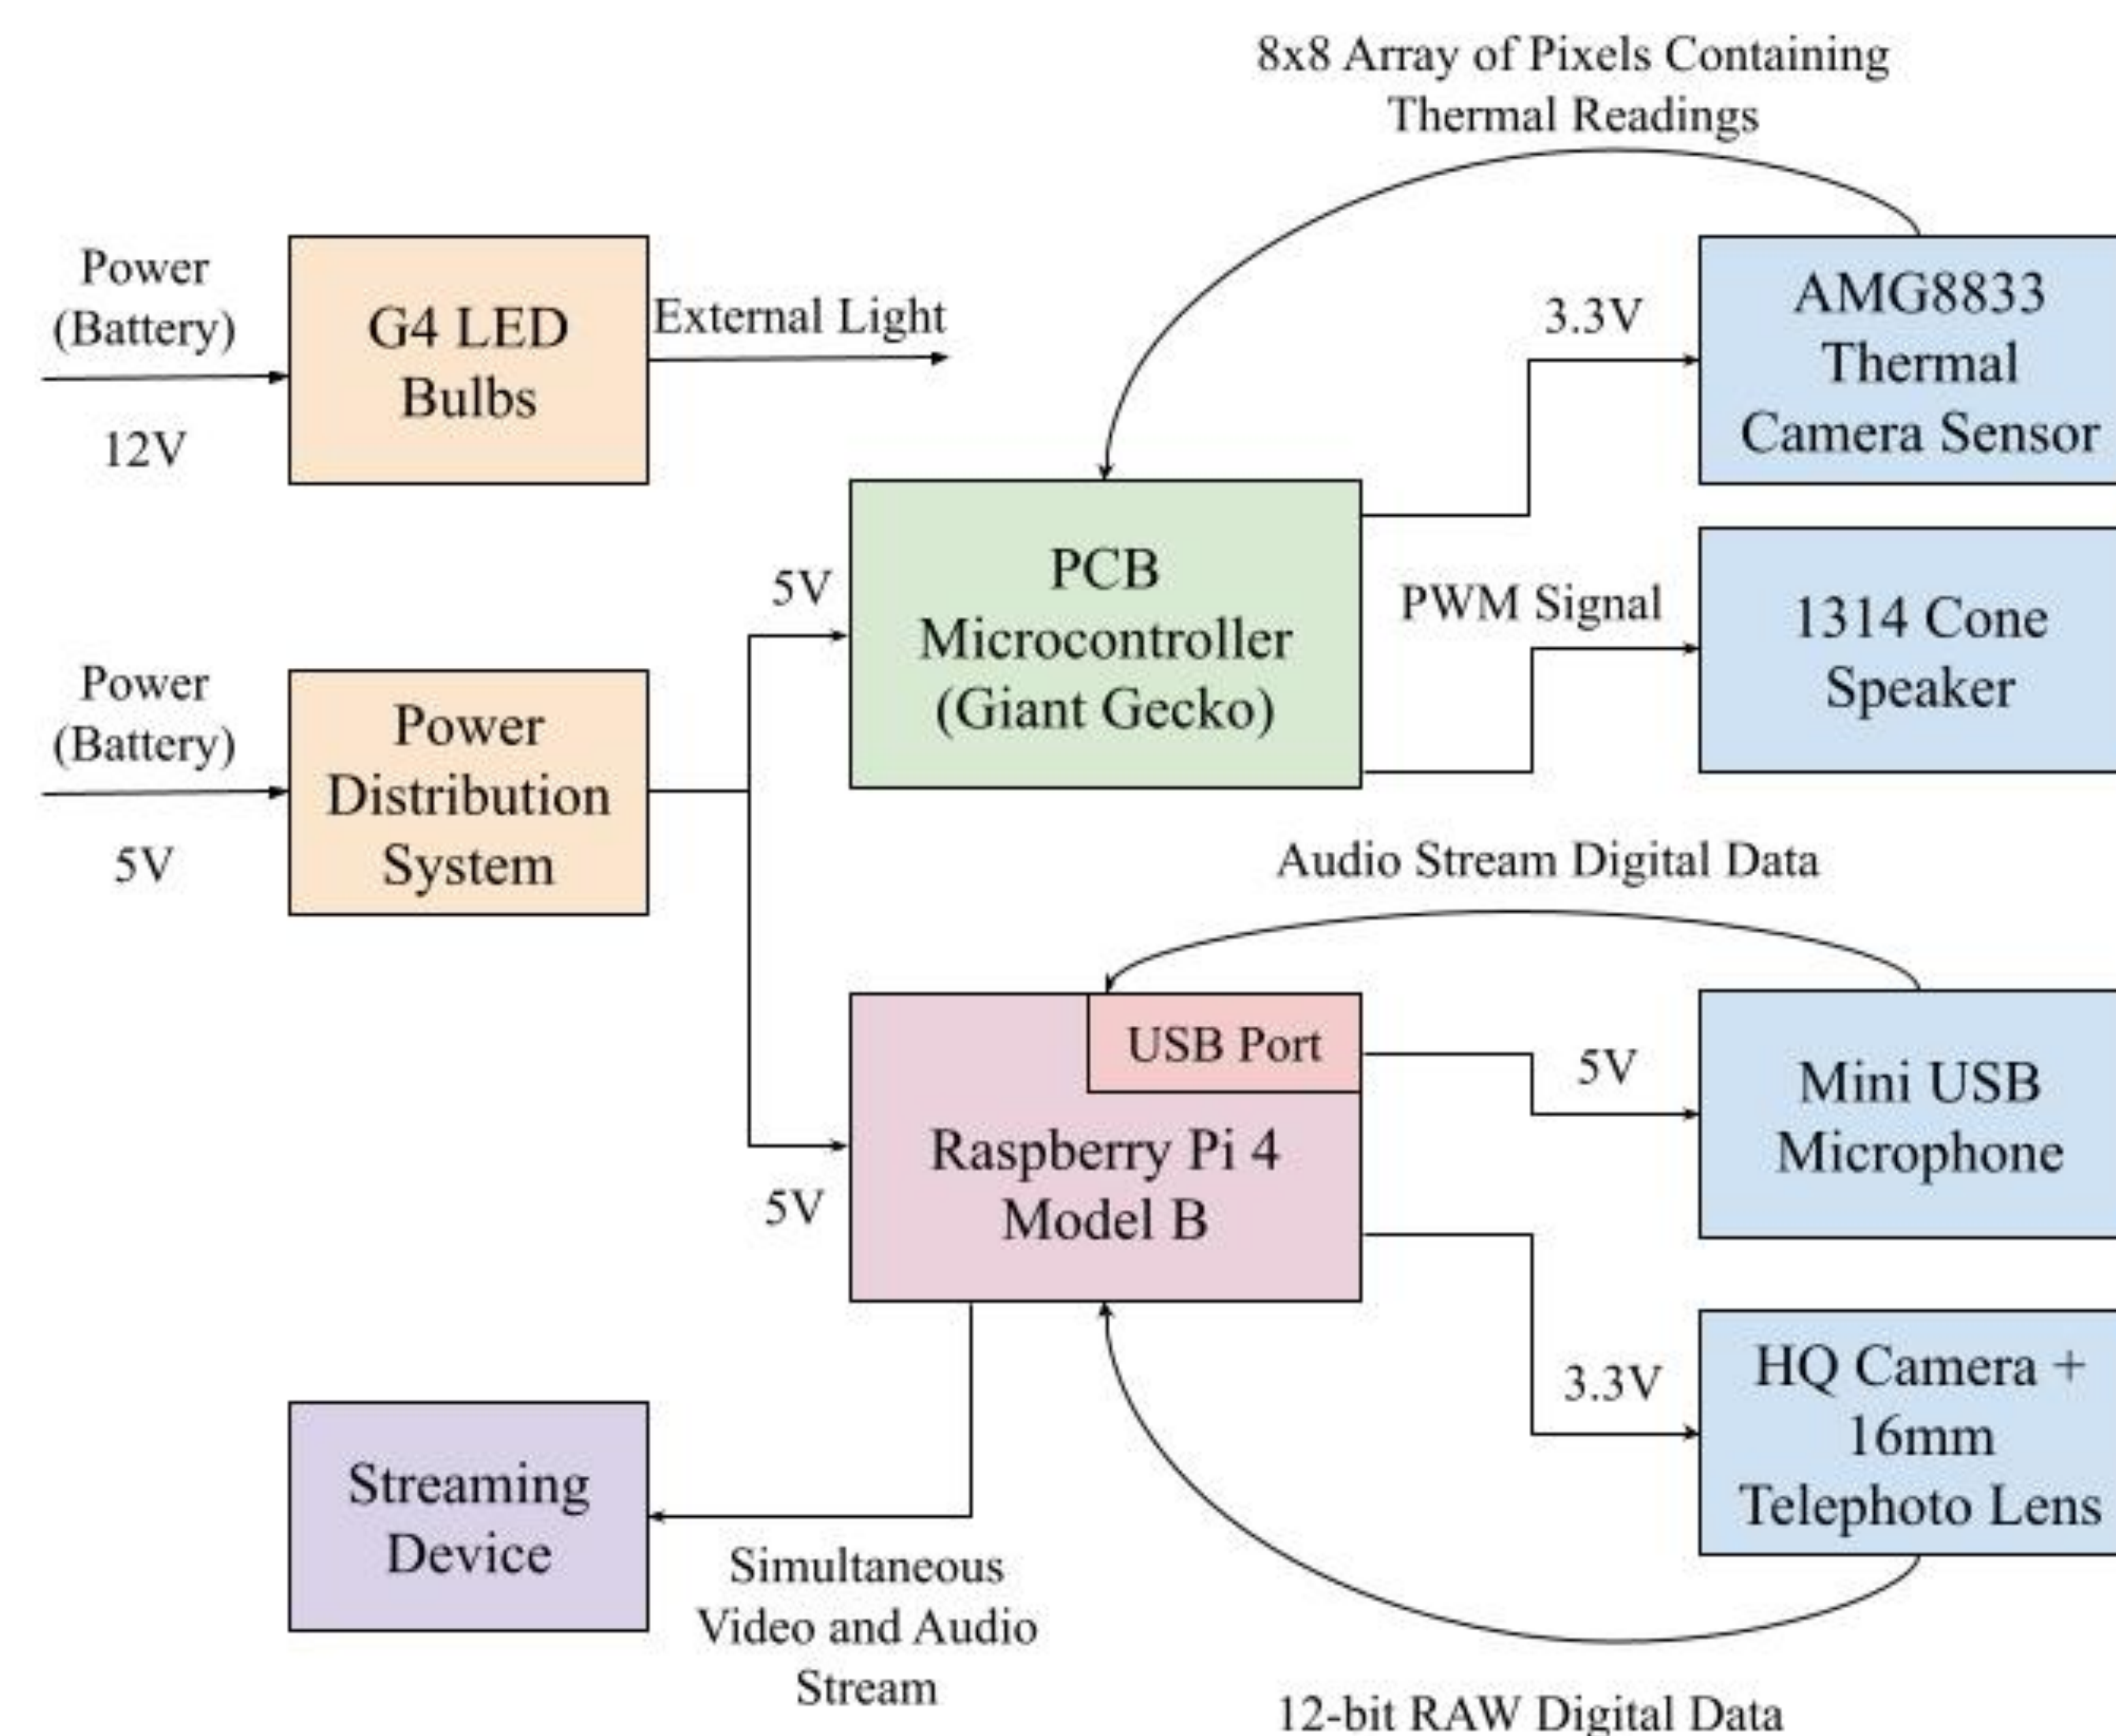 8x8 Array of Pixels Containing
Thermal Readings
Power
(Battery)
12V
G4 LED
Bulbs
External Light
3.3V
AMG8833
Thermal
Camera Sensor
5V
PCB
Microcontroller
(Giant Gecko)
PWM Signal
1314 Cone
Speaker
Power
(Battery)
5V
Power
Distribution
System
Audio Stream Digital Data
USB Port
5V
Mini USB
Microphone
Raspberry Pi 4
Model B
5V
3.3V
HQ Camera +
16mm
Telephoto Lens
Streaming
Device
Simultaneous
Video and Audio
Stream
12-bit RAW Digital Data